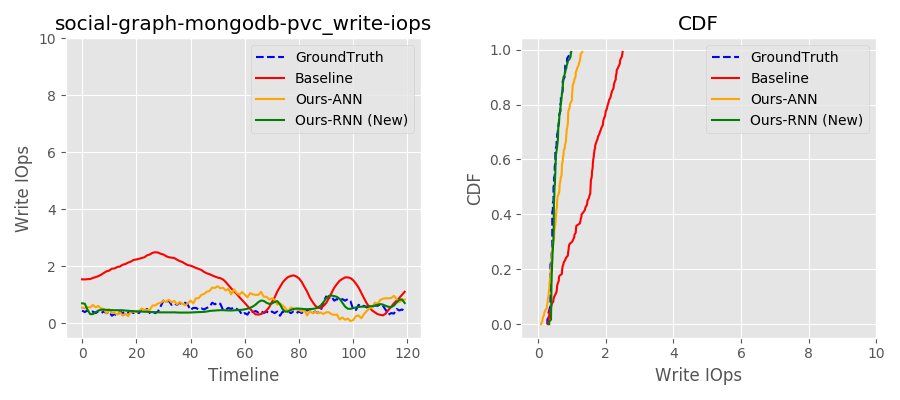 social-graph-mongodb-pvc_write-iops
Write IOps
10
8
6
4
2
0
0 20 40 60 80 100 120
Timeline
GroundTruth
Baseline
Ours-ANN
Ours-RNN (New)
CDF
CDF
1.0
0.8
0.6
0.4
0.2
0.0
0 2 4 6 8 10
Write IOps
GroundTruth
Baseline
Ours-ANN
Ours-RNN (New)